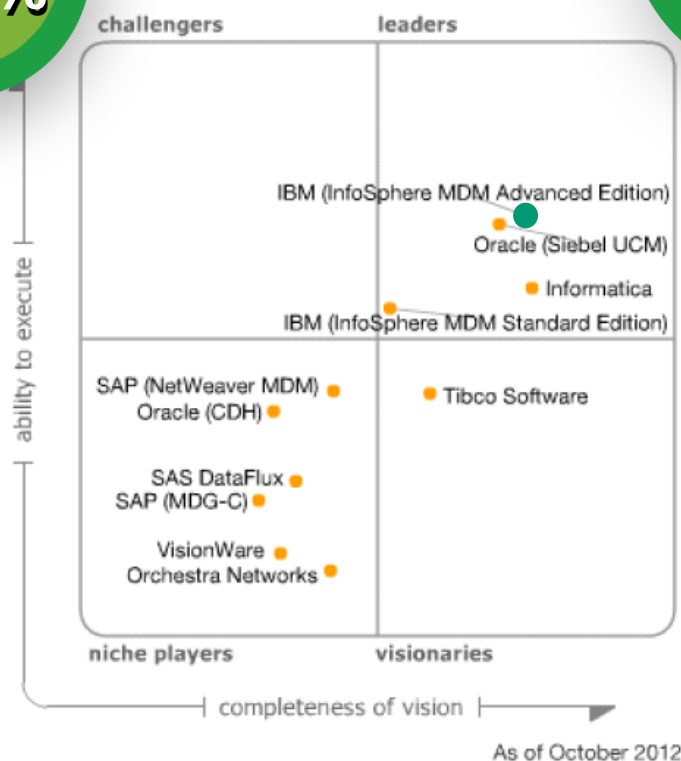 %
challengers
leaders
IBM (InfoSphere MDM Advanced Edition)
Oracle (Siebel UCM)
Informatica
IBM (InfoSphere MDM Standard Edition)
SAP (NetWeaver MDM)
Oracle (CDH)
Tibco Software
SAS DataFlux
SAP (MDG-C)
VisionWare
Orchestra Networks
niche players
visionaries
ability to execute
completeness of vision
As of October 2012